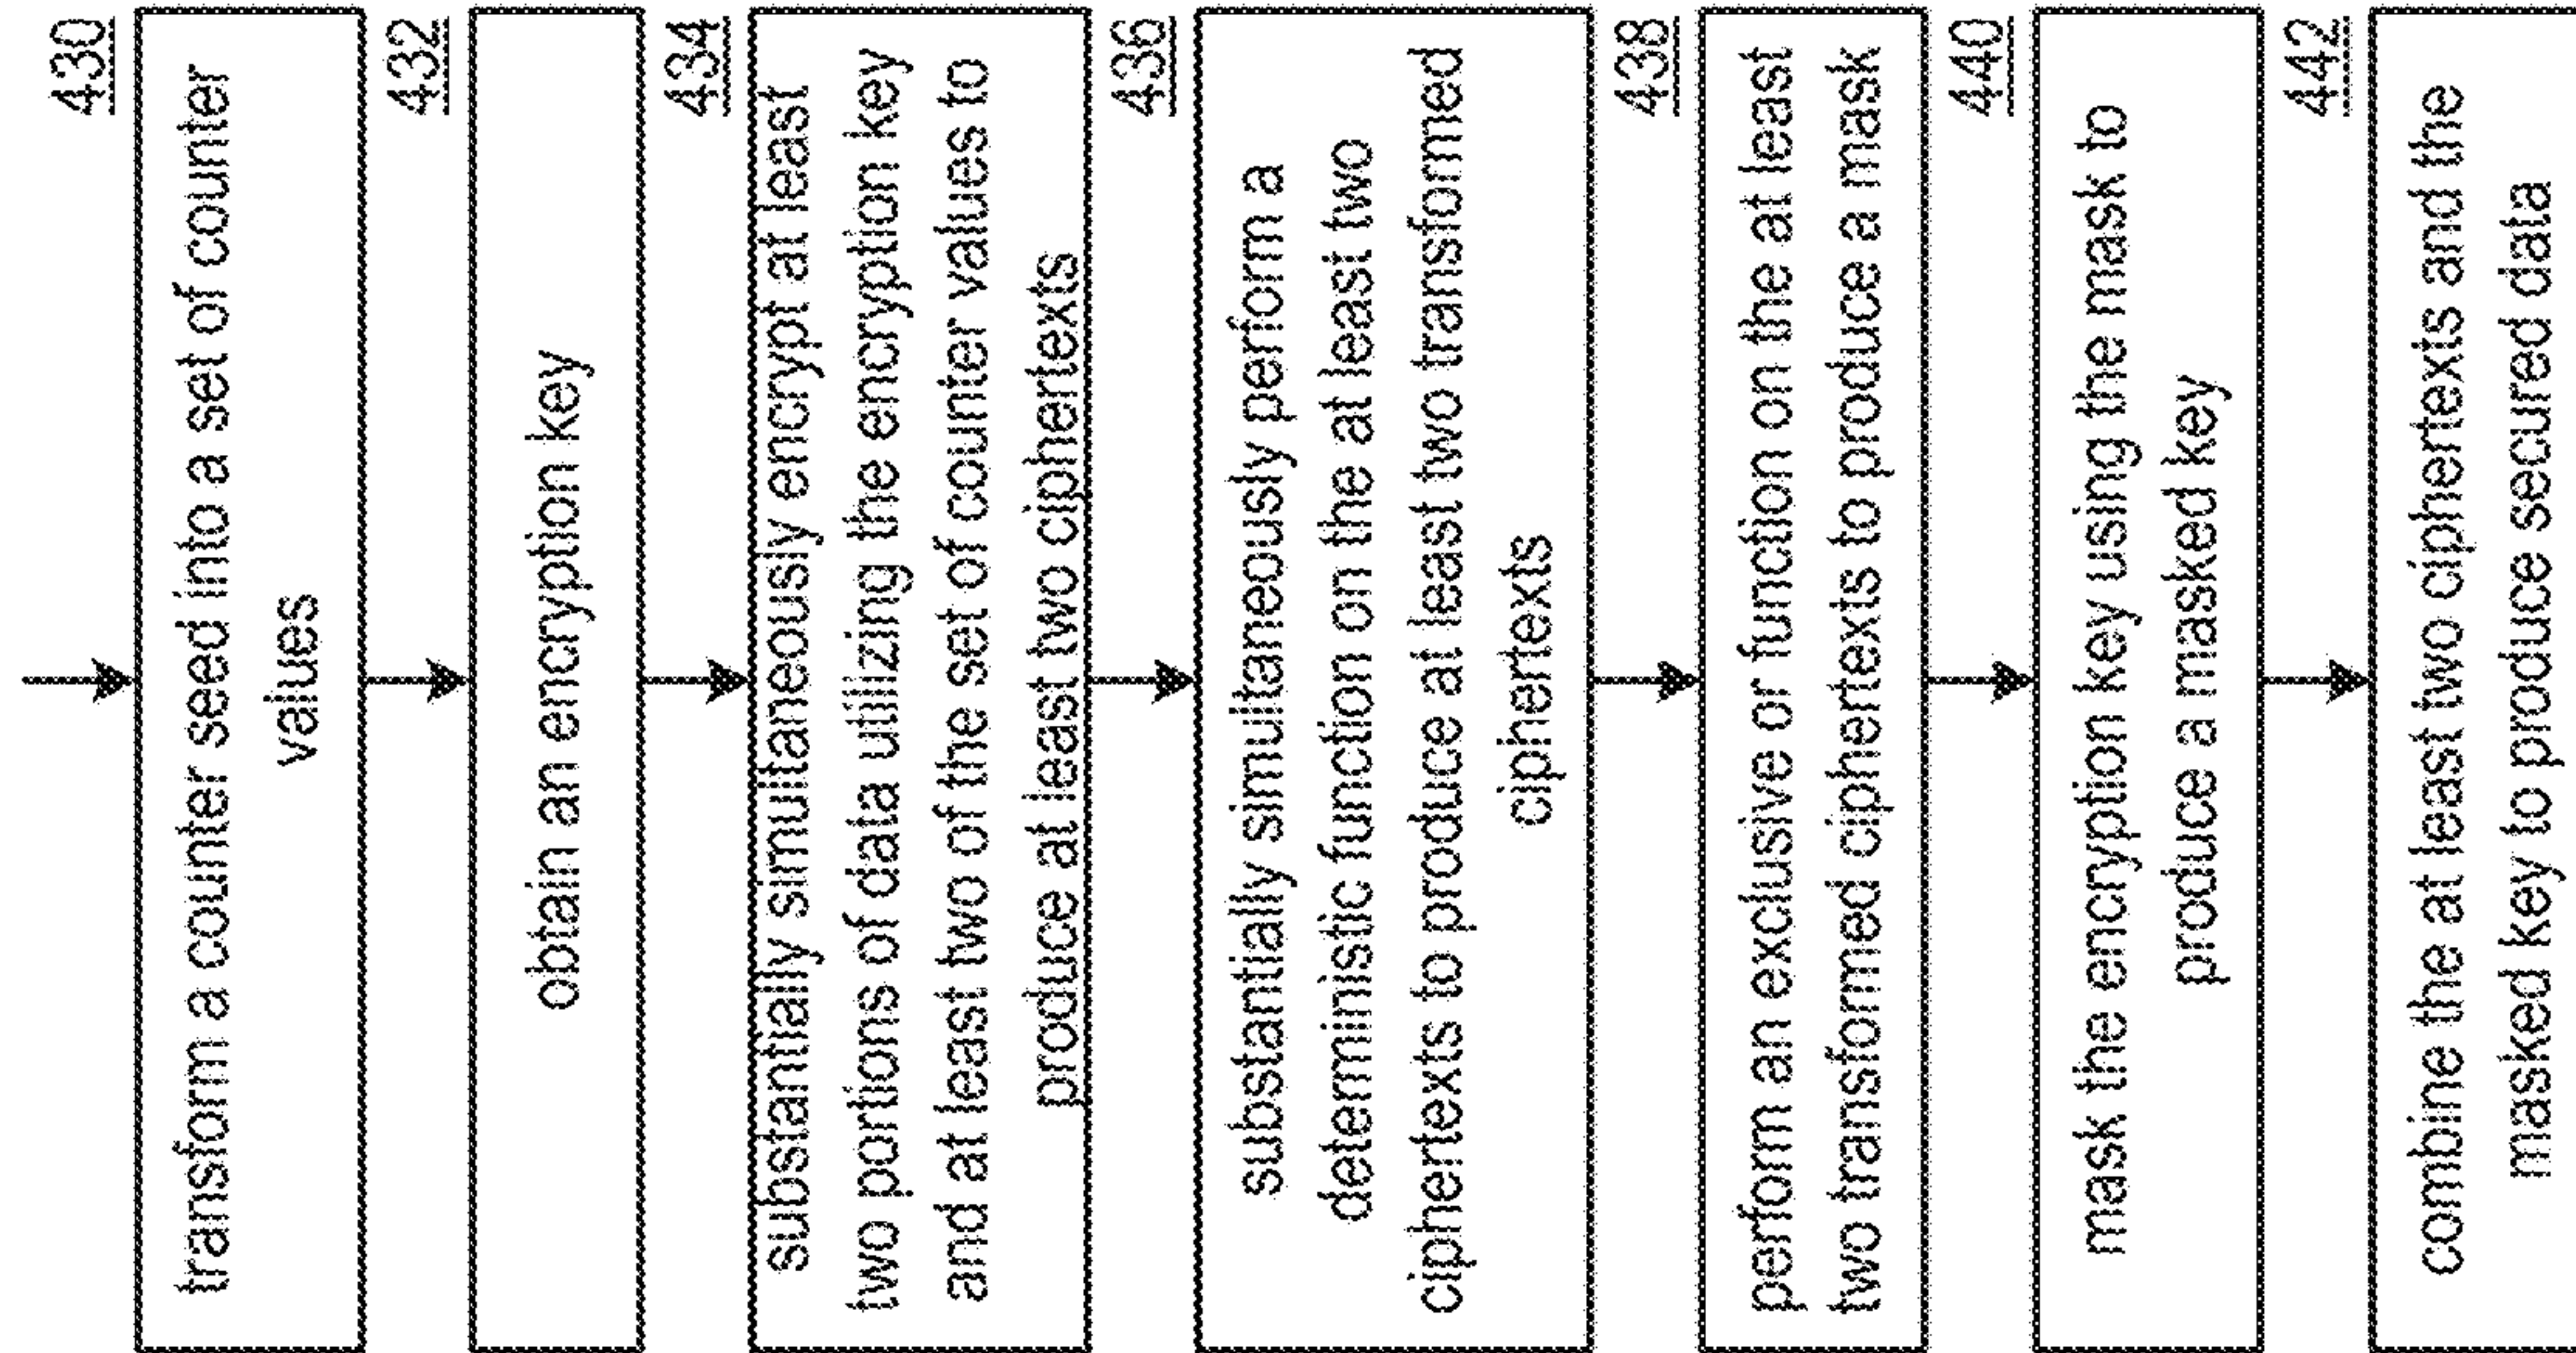 430
transform a counter seed into a set of counter
values
432
obtain an encryption key
434
substantially simultaneously encrypt at least
two portions of data utilizing the encryption key
and at least two of the set of counter values to
produce at least two ciphertexts
436
substantially simultaneously perform a
deterministic function on the at least two
ciphertexts to produce at least two transformed
ciphertexts
438
perform an exclusive or function on the at least
two transformed ciphertexts to produce a mask
440
mask the encryption key using the mask to
produce a masked key
442
combine the at least two ciphertexts and the
masked key to produce secured data